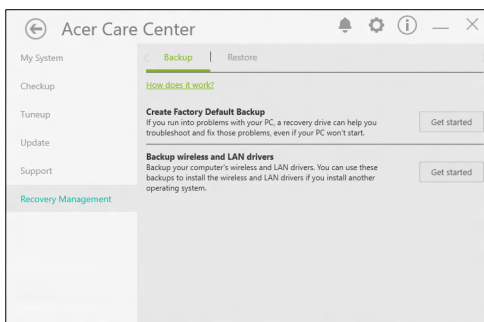 Acer Care Center
My System
Checkup
Tuneup
Update
Support
Recovery Management
Backup
Restore
How does it work?
Create Factory Default Backup
If you run into problems with your PC, a recovery drive can help you
troubleshoot and fix those problems, even if your PC won't start.
Get started
Backup wireless and LAN drivers
Backup your computer's wireless and LAN drivers. You can use these
backups to install the wireless and LAN drivers if you install another
operating system.
Get started